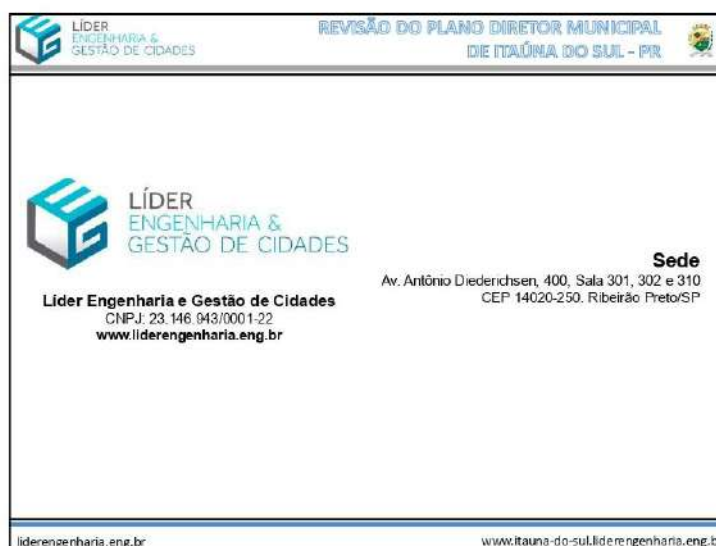 LÍDER
ENGENHARIA &
GESTÃO DE CIDADES
REVISÃO DO PLANO DIRETOR MUNICIPAL
DE ITAÚNA DO SUL - PR
LÍDER
ENGENHARIA &
GESTÃO DE CIDADES
Líder Engenharia e Gestão de Cidades
CNPJ: 23.146.943/0001-22
www.liderengenharia.eng.br
Sede
Av. Antônio Diederichsen, 400, Sala 301, 302 e 310
CEP 14020-250. Ribeirão Preto/SP
liderengenharia.eng.br
www.itauna-do-sul.liderengenharia.eng.b